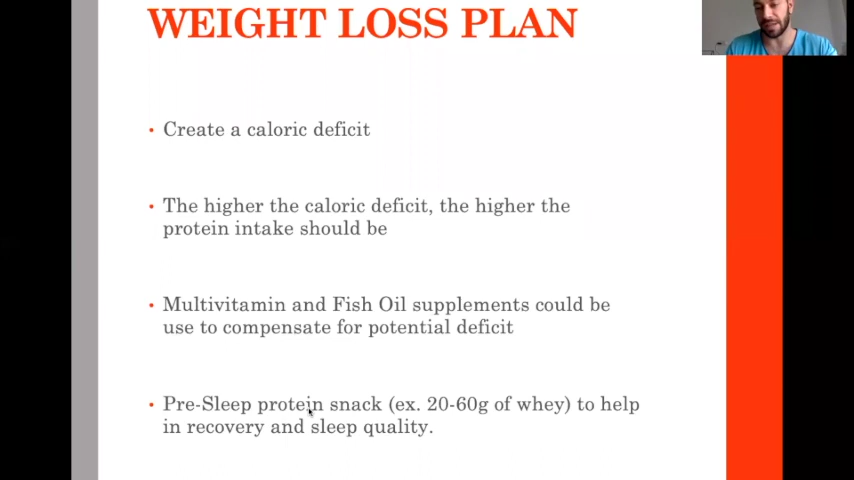 WEIGHT LOSS PLAN
• Create a caloric deficit
• The higher the caloric deficit, the higher the
protein intake should be
• Multivitamin and Fish Oil supplements could be
use to compensate for potential deficit
• Pre-Sleep protein snack (ex. 20-60g of whey) to help
in recovery and sleep quality.